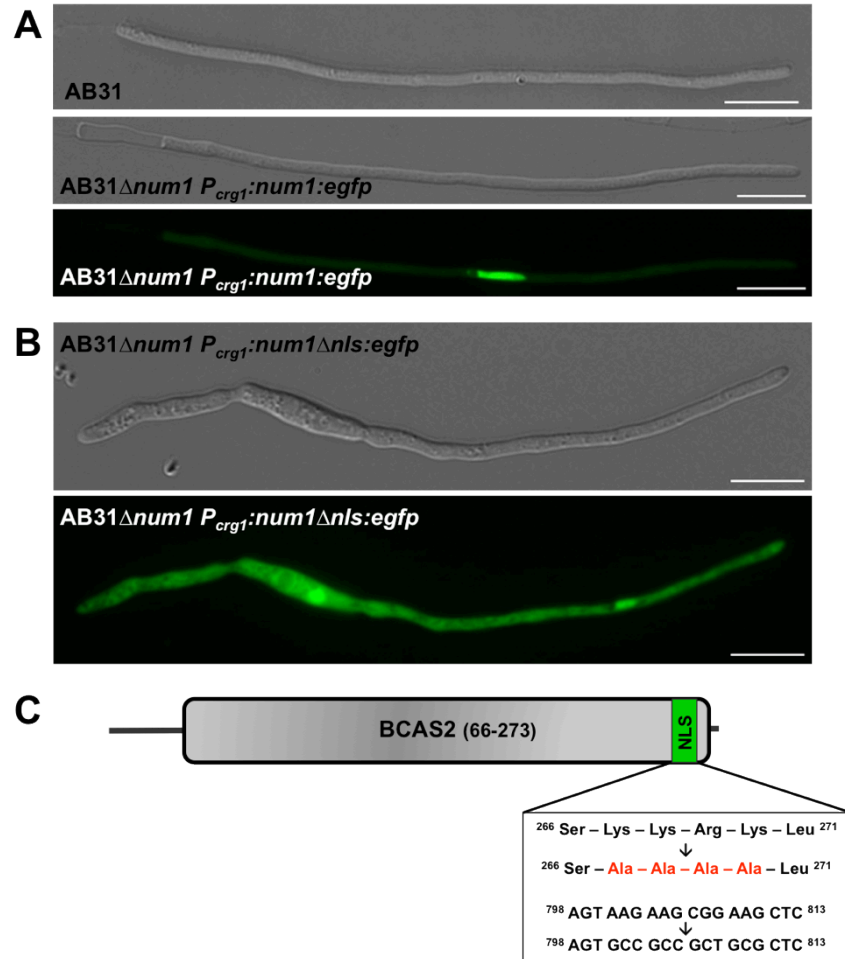 A
AB31
AB31Δnum1 Pcrg1:num1:egfp
AB31Δnum1 Pcrg1:num1:egfp
B
AB31Δnum1 Pcrg1:num1Δnls:egfp
AB31Δnum1 Pcrg1:num1Δnls:egfp
C
BCAS2 (66-273)
NLS
266 Ser – Lys – Lys – Arg – Lys – Leu 271
↓
266 Ser – Ala – Ala – Ala – Ala – Leu 271
798 AGT AAG AAG CGG AAG CTC 813
↓
798 AGT GCC GCC GCT GCG CTC 813